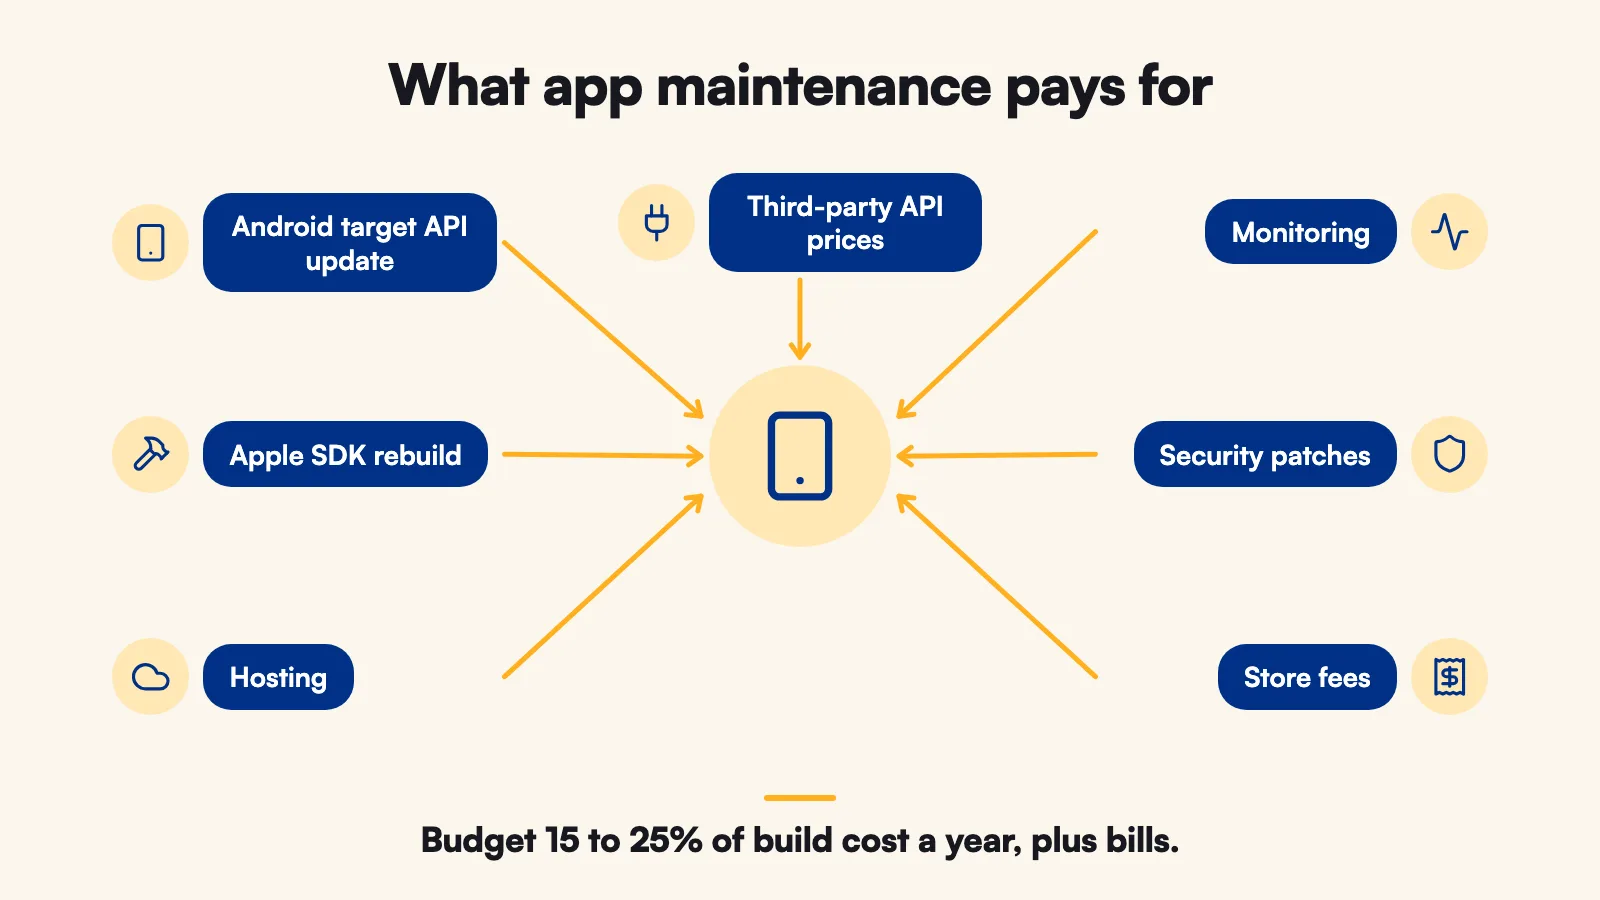 What app maintenance pays for
Android target API
update
Third-party API
prices
Monitoring
Apple SDK rebuild
Security patches
Hosting
Store fees
Budget 15 to 25% of build cost a year, plus bills.